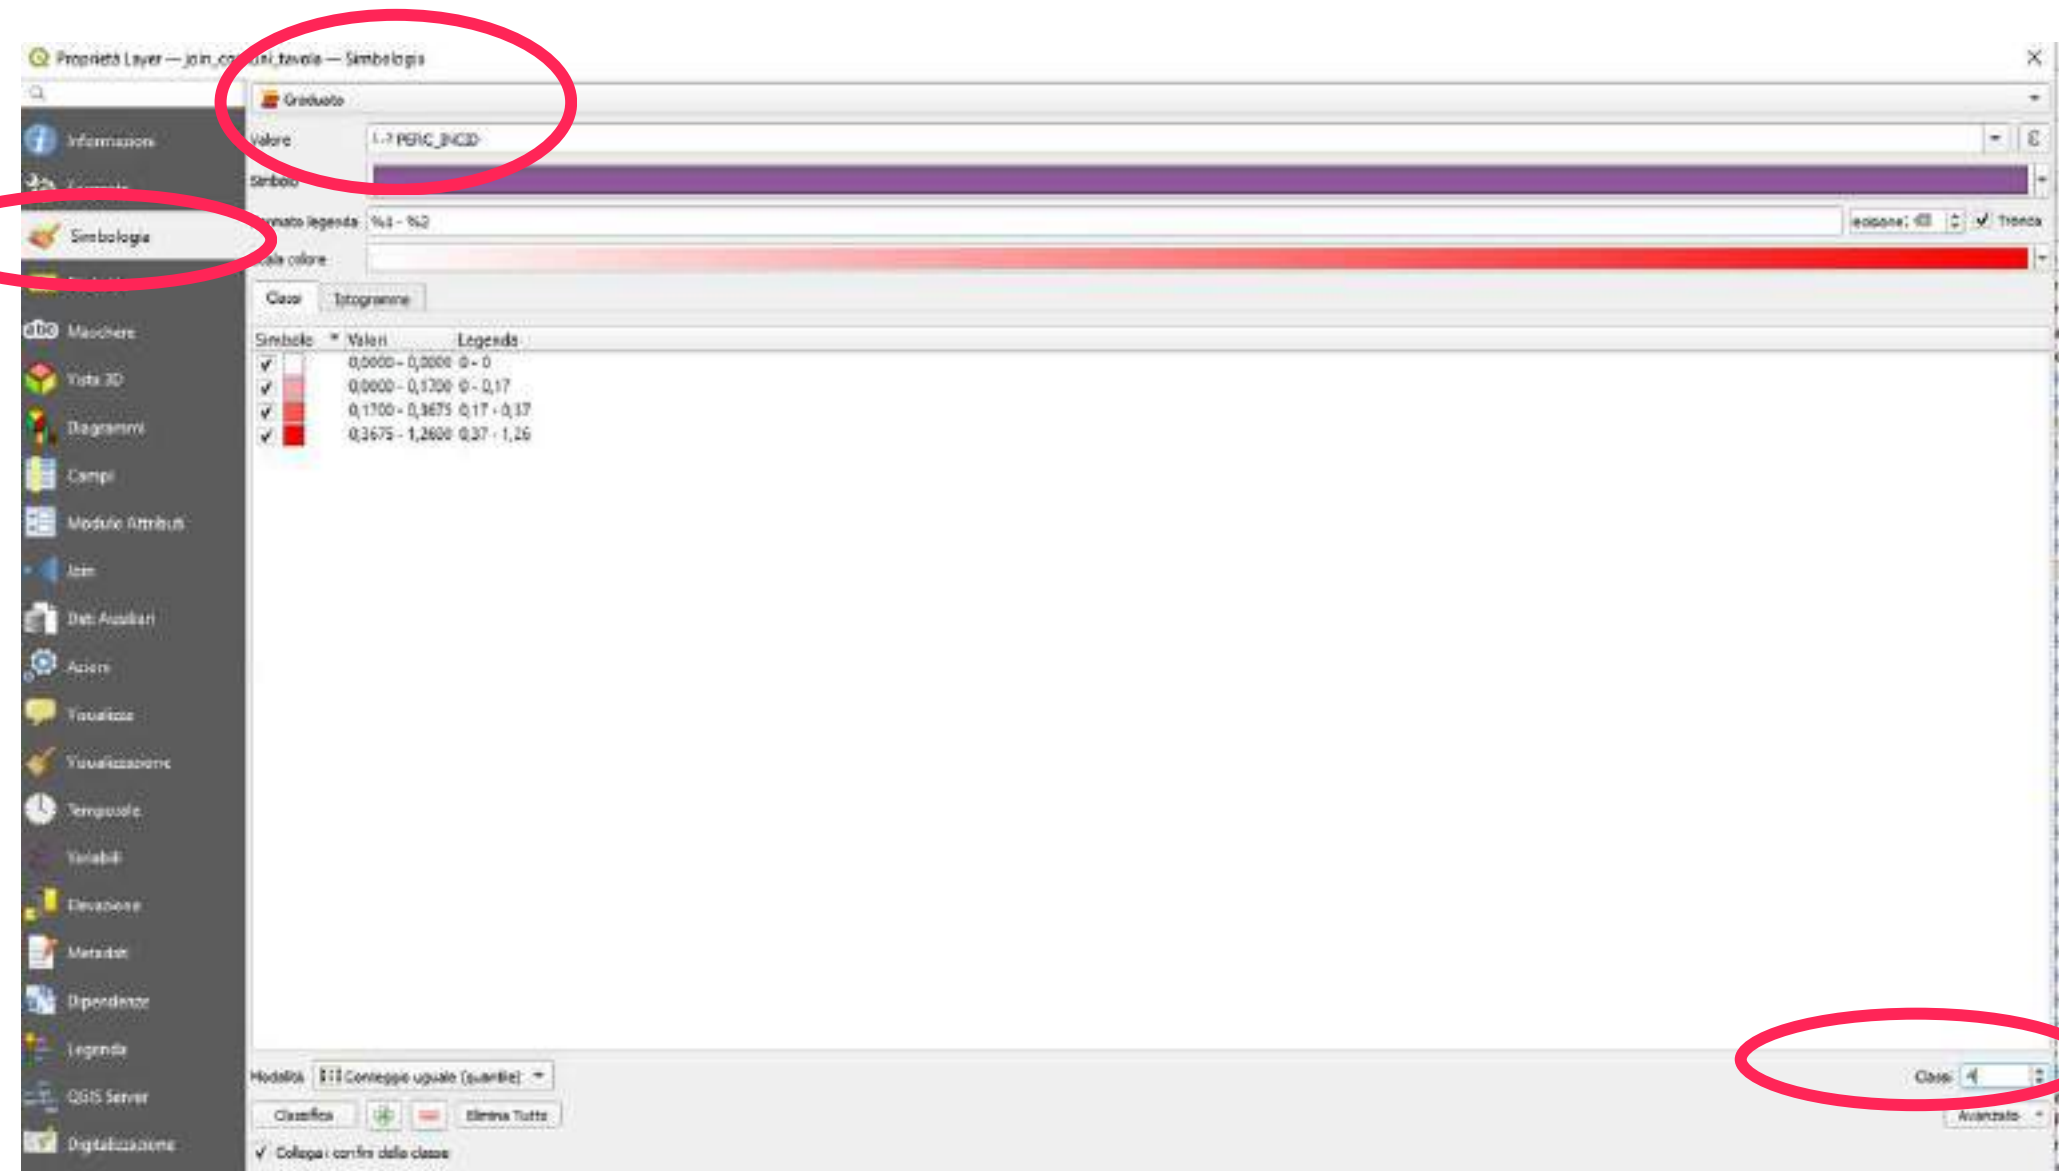 Proprietà Layer — join_co ni_tavola — Simbologia
Graduato
Informazioni
Valore
PERC_INCID
Simbolo
Simbologia
legenda
%1 - %2
Tronca
colore
Classi
Istogramma
Maschere
Simbolo
Valori
Legenda
0,0000 - 0,0000 0 - 0
Vista 3D
0,0000 - 0,1700 0 - 0,17
0,1700 - 0,3675 0,17 - 0,37
Diagrammi
0,3675 - 1,2600 0,37 - 1,26
Campi
Modulo Attributi
Join
Dati Ausiliari
Azioni
Visualizza
Visualizzazione
Temporale
Variabili
Elevazione
Metadati
Dipendenze
Legenda
Modalità
Conteggio uguale (quantile)
Classi 4
QGIS Server
Classifica
Elimina Tutto
Avanzato
Digitalizzazione
Collega i confini delle classe